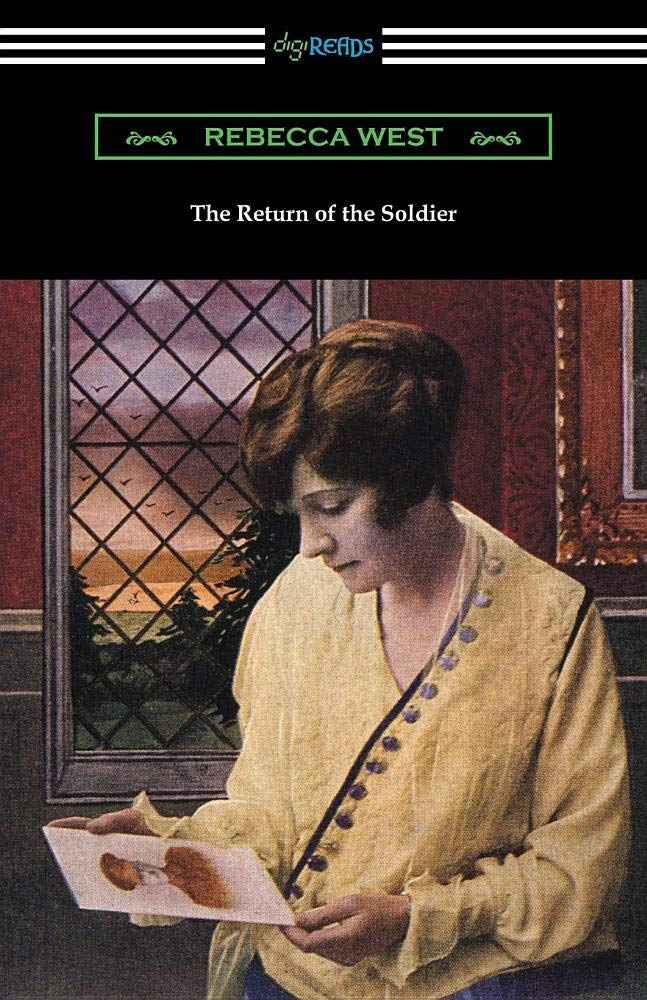 digiREADS
REBECCA WEST
The Return of the Soldier